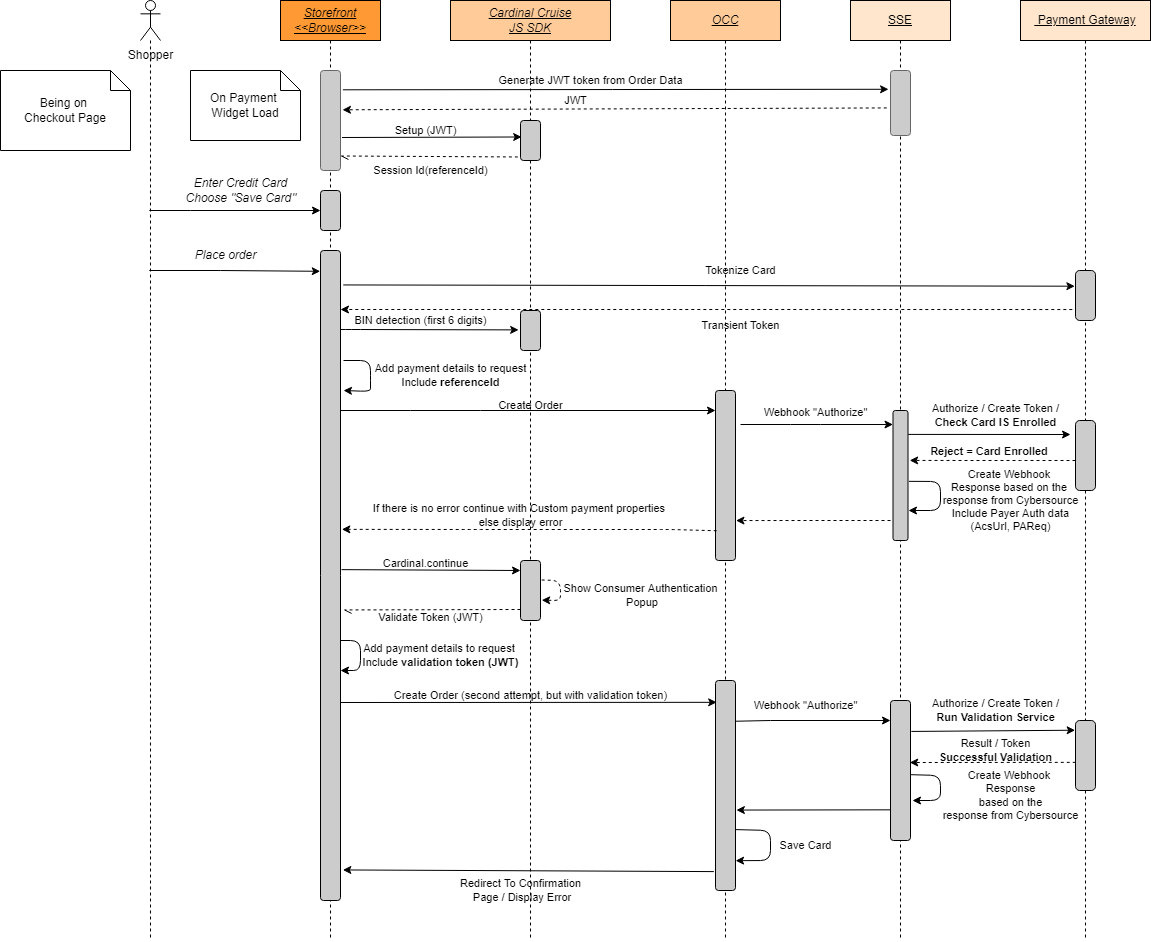 Storefront
<<Browser>>
Cardinal Cruise
JS SDK
OCC
SSE
Payment Gateway
Shopper
Being on
Checkout Page
On Payment
Widget Load
Generate JWT token from Order Data
JWT
Setup (JWT)
Session Id(referenceId)
Enter Credit Card
Choose "Save Card"
Place order
Tokenize Card
Transient Token
BIN detection (first 6 digits)
Add payment details to request
Include referenceId
Create Order
Webhook "Authorize"
Authorize / Create Token /
Check Card IS Enrolled
Reject = Card Enrolled
Create Webhook
Response based on the
response from Cybersource
Include Payer Auth data
(AcsUrl, PAReq)
If there is no error continue with Custom payment properties
else display error
Cardinal.continue
Show Consumer Authentication
Popup
Validate Token (JWT)
Add payment details to request
Include validation token (JWT)
Create Order (second attempt, but with validation token)
Webhook "Authorize"
Authorize / Create Token /
Run Validation Service
Result / Token
Successful Validation
Create Webhook
Response
based on the
response from Cybersource
Save Card
Redirect To Confirmation
Page / Display Error